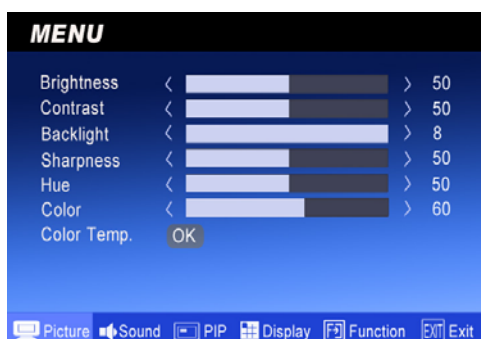 MENU
Brightness 50
Contrast 50
Backlight 8
Sharpness 50
Hue 50
Color 60
Color Temp. OK
Picture Sound PIP Display Function EXIT Exit